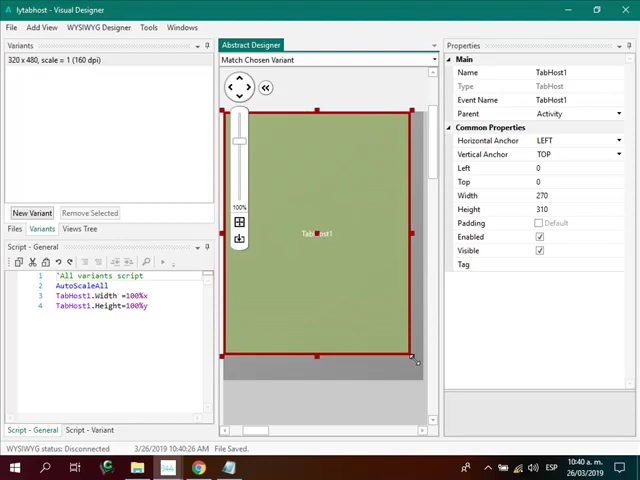 lytabhost - Visual Designer
File Add View WYSIWYG Designer Tools Windows
Variants
320 x 480, scale = 1 (160 dpi)
New Variant Remove Selected
Files Variants Views Tree
Script - General
1 'All variants script
2 AutoScaleAll
3 TabHost1.Width =100%x
4 TabHost1.Height=100%y
Script - General Script - Variant
Abstract Designer
Match Chosen Variant
100%
TabHost1
Properties
Main
Name TabHost1
Type TabHost
Event Name TabHost1
Parent Activity
Common Properties
Horizontal Anchor LEFT
Vertical Anchor TOP
Left 0
Top 0
Width 270
Height 310
Padding Default
Enabled
Visible
Tag
WYSIWYG status: Disconnected 3/26/2019 10:40:26 AM File Saved.
ESP
10:40 a. m.
26/03/2019